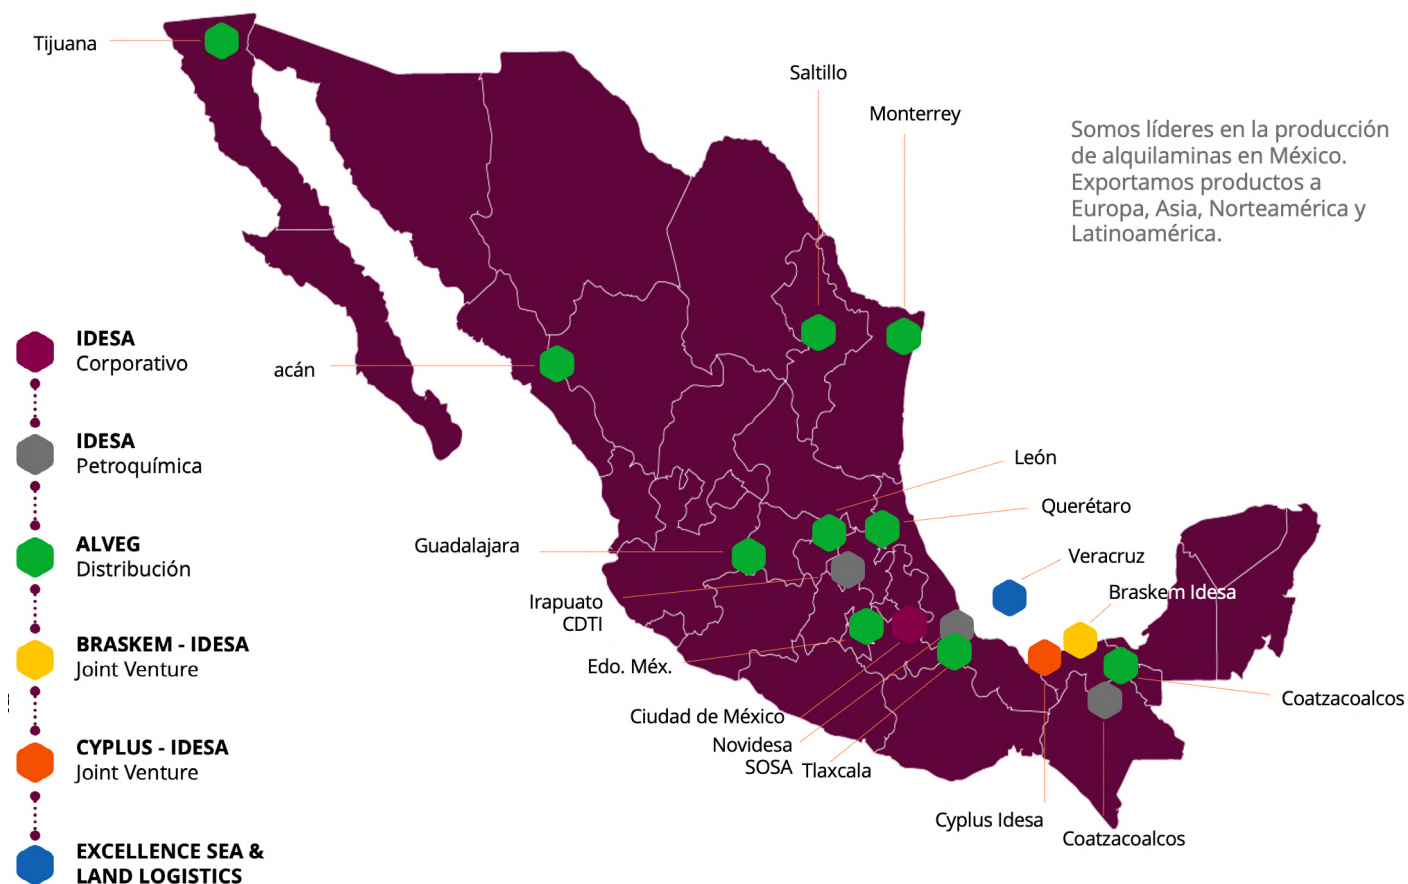 Tijuana
Saltillo
Monterrey
Somos líderes en la producción
de alquilaminas en México.
Exportamos productos a
Europa, Asia, Norteamérica y
Latinoamérica.
IDESA
Corporativo
acán
IDESA
Petroquímica
León
Querétaro
ALVEG
Distribución
Guadalajara
Veracruz
Braskem Idesa
Irapuato
CDTI
BRASKEM - IDESA
Joint Venture
Edo. Méx.
Coatzacoalcos
Ciudad de México
Novidesa
SOSA
Tlaxcala
CYPLUS - IDESA
Joint Venture
Cyplus Idesa
Coatzacoalcos
EXCELLENCE SEA &
LAND LOGISTICS